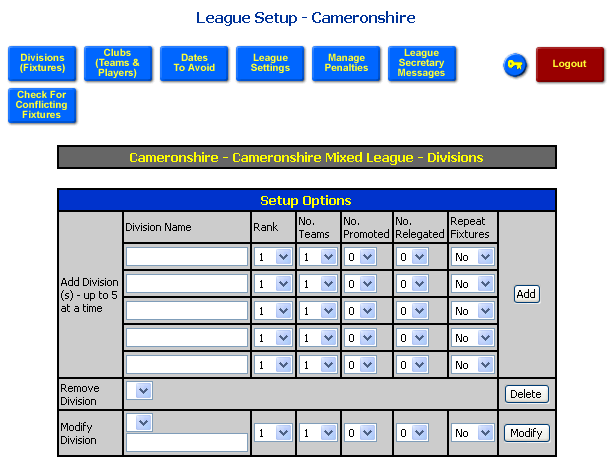 League Setup - Cameronshire
Divisions
(Fixtures)
Clubs
(Teams &
Players)
Dates
To Avoid
League
Settings
Manage
Penalties
League
Secretary
Messages
Logout
Check For
Conflicting
Fixtures
Cameronshire - Cameronshire Mixed League - Divisions
Setup Options
Division Name
Rank
No.
Teams
No.
Promoted
No.
Relegated
Repeat
Fixtures
Add Division
(s) - up to 5
at a time
1 1 0 0 No
1 1 0 0 No
1 1 0 0 No
1 1 0 0 No
1 1 0 0 No
Add
Remove
Division
Delete
Modify
Division
1 1 0 0 No
Modify